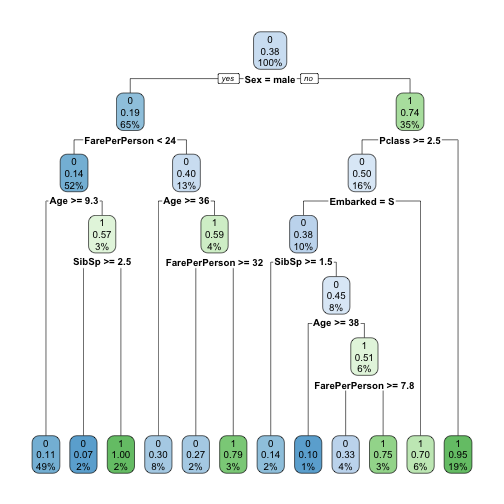 0
0.38
100%
yes Sex = male no
0 1
0.19 0.74
65% 35%
FarePerPerson < 24 Pclass >= 2.5
0 0 0
0.14 0.40 0.50
52% 13% 16%
Age >= 9.3 Age >= 36 Embarked = S
1 1 0
0.57 0.59 0.38
3% 4% 10%
SibSp >= 2.5 FarePerPerson >= 32 SibSp >= 1.5
0
0.45
8%
Age >= 38
1
0.51
6%
FarePerPerson >= 7.8
0 0 1 0 0 1 0 0 0 1 1 1
0.11 0.07 1.00 0.30 0.27 0.79 0.14 0.10 0.33 0.75 0.70 0.95
49% 2% 2% 8% 2% 3% 2% 1% 4% 3% 6% 19%